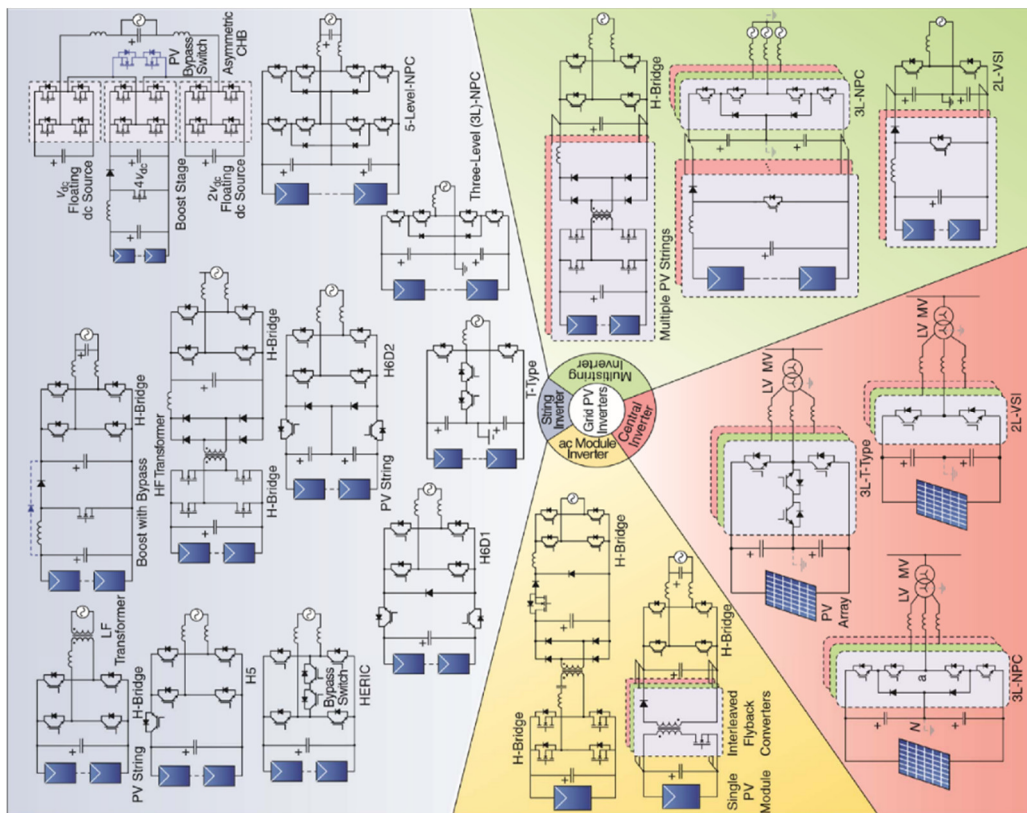 PV String
H-Bridge
LF
Transformer
H5
HERIC
Bypass
Switch
Boost with Bypass
H-Bridge
H-Bridge
HF Transformer
H-Bridge
PV String
H6D2
H6D1
T-Type
vdc
Floating
dc Source
Boost Stage
4vdc
2vdc
Floating
dc Source
PV
Bypass
Switch
Asymmetric
CHB
5-Level-NPC
Three-Level (3L)-NPC
Grid PV
Inverters
String
Inverter
Multistring
Inverter
Central
Inverter
ac Module
Inverter
H-Bridge
H-Bridge
Single
PV
Module
Interleaved
Flyback
Converters
H-Bridge
PV
Array
N
a
3L-NPC
LV MV
3L-T-Type
LV MV
2L-VSI
LV MV
Multiple PV Strings
H-Bridge
3L-NPC
2L-VSI